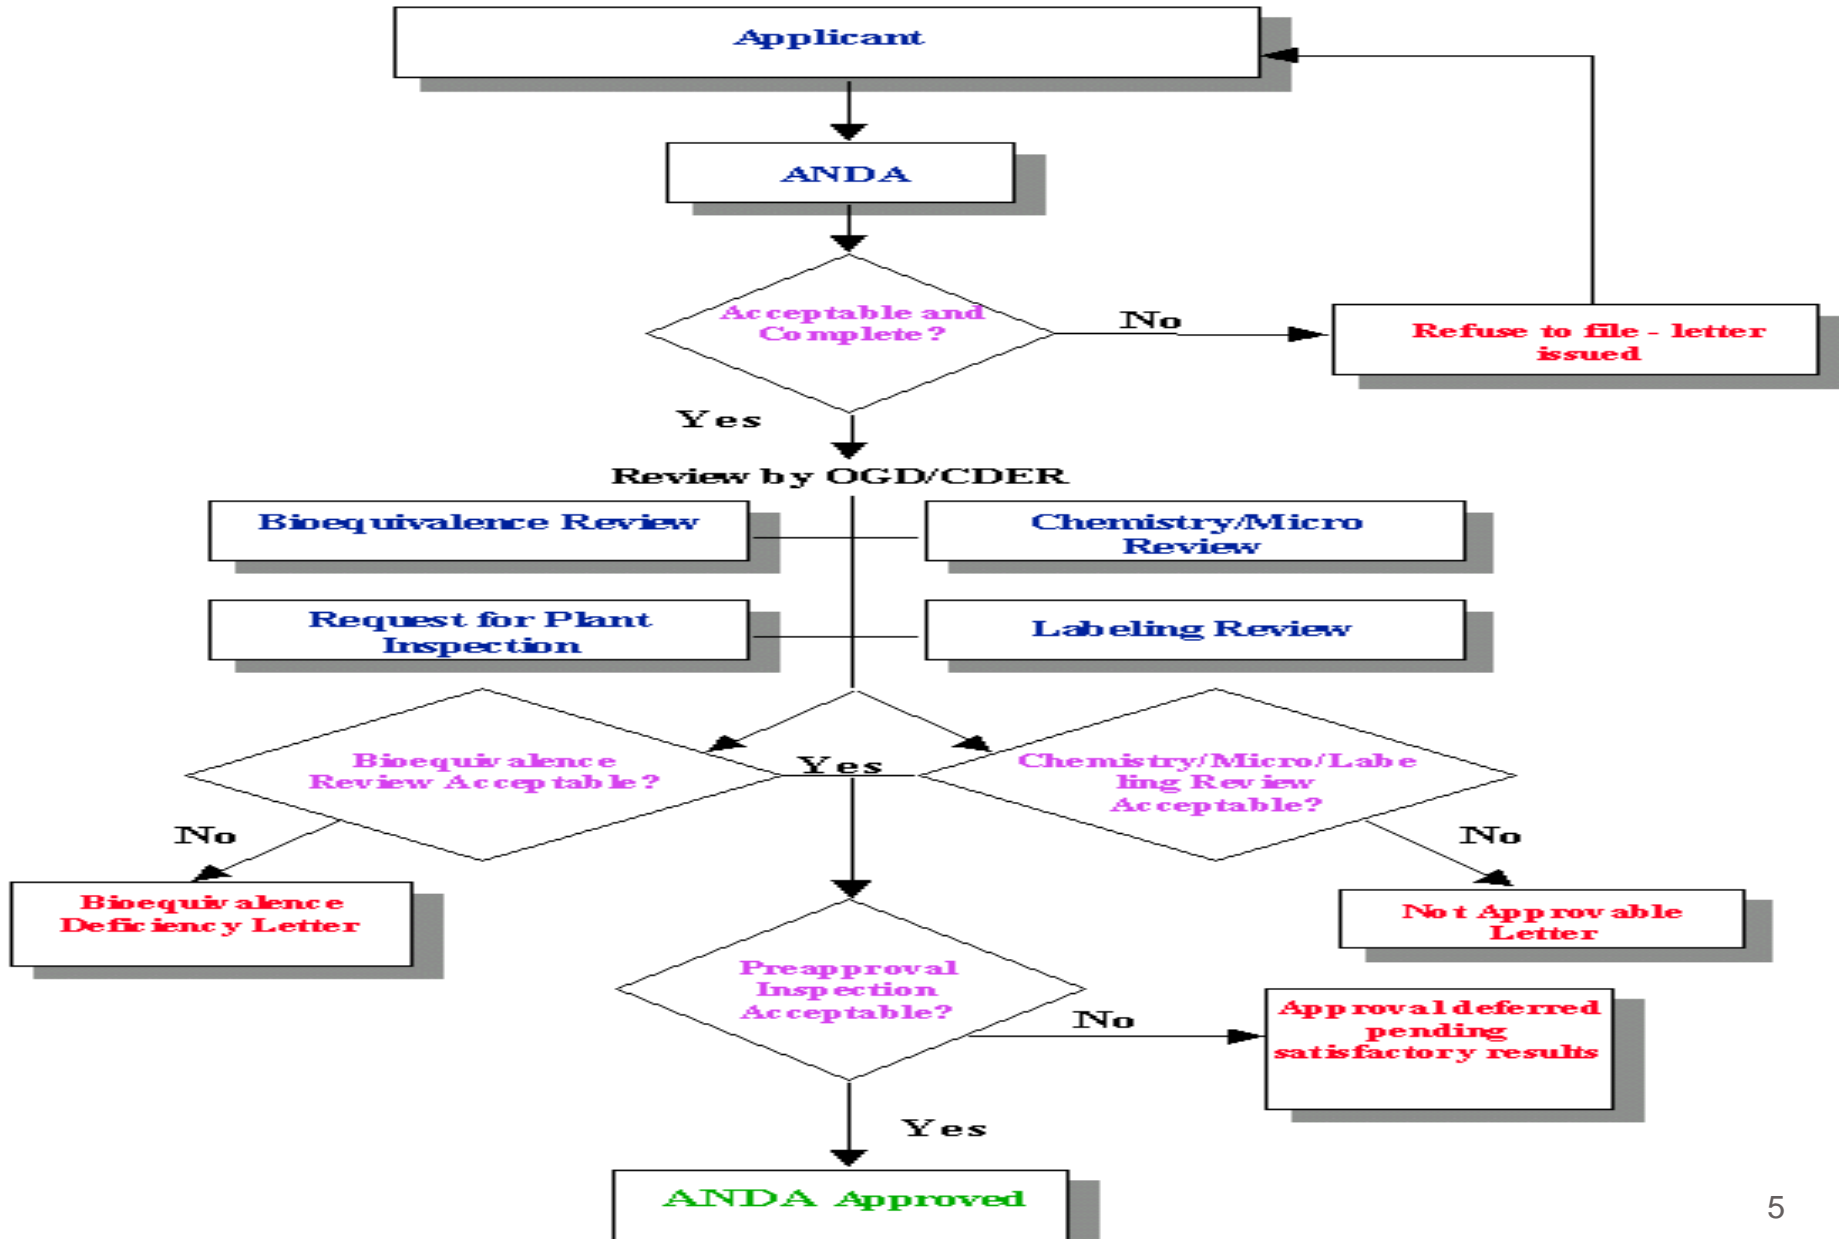 Applicant
ANDA
Acceptable and
Complete?
No
Refuse to file - letter
issued
Yes
Review by OGD/CDER
Bioequivalence Review
Chemistry/Micro
Review
Request for Plant
Inspection
Labeling Review
Bioequivalence
Review Acceptable?
Yes
Chemistry/Micro/Labe
ling Review
Acceptable?
No
No
Bioequivalence
Deficiency Letter
Not Approvable
Letter
Preapproval
Inspection
Acceptable?
No
Approval deferred
pending
satisfactory results
Yes
ANDA Approved
5